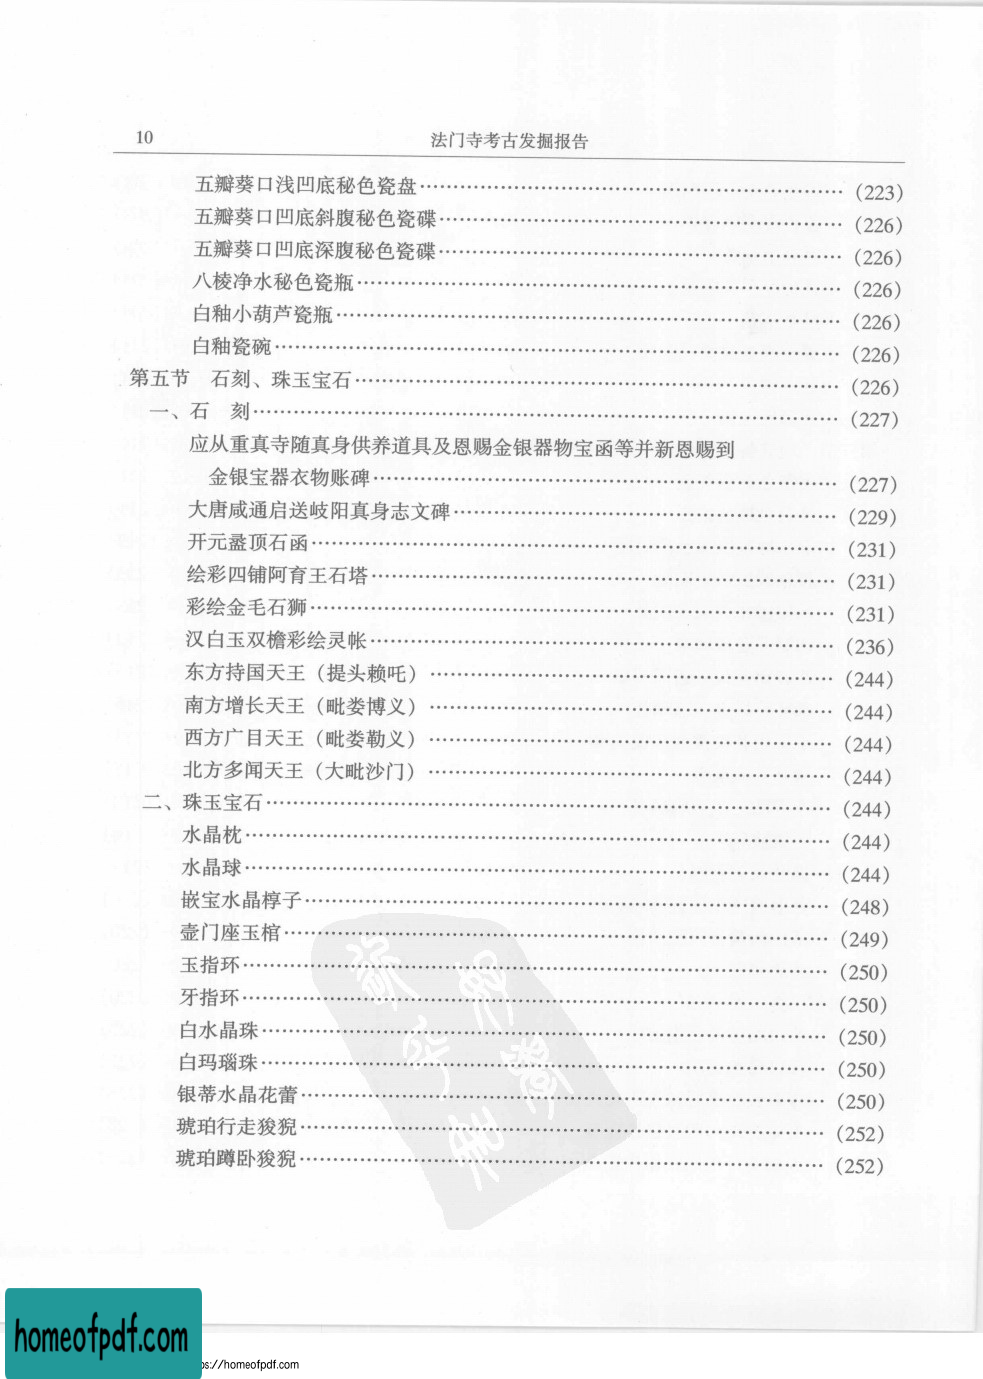 10
法门寺考古发掘报告
五瓣葵口浅凹底秘色瓷盘……………………………………………………(223)
五瓣葵口凹底斜腹秘色瓷碟…………………………………………………(226)
五瓣葵口凹底深腹秘色瓷碟…………………………………………………(226)
八棱净水秘色瓷瓶……………………………………………………………(226)
白釉小葫芦瓷瓶………………………………………………………………(226)
白釉瓷碗………………………………………………………………………(226)
第五节　石刻、珠玉宝石……………………………………………………………(226)
一、石　刻…………………………………………………………………………(227)
应从重真寺随真身供养道具及恩赐金银器物宝函等并新恩赐到
金银宝器衣物账碑…………………………………………………………(227)
大唐咸通启送岐阳真身志文碑………………………………………………(229)
开元盝顶石函…………………………………………………………………(231)
绘彩四铺阿育王石塔…………………………………………………………(231)
彩绘金毛石狮…………………………………………………………………(231)
汉白玉双檐彩绘灵帐…………………………………………………………(236)
东方持国天王（提头赖吒）…………………………………………………(244)
南方增长天王（毗娄博义）…………………………………………………(244)
西方广目天王（毗娄勒义）…………………………………………………(244)
北方多闻天王（大毗沙门）…………………………………………………(244)
二、珠玉宝石………………………………………………………………………(244)
水晶枕…………………………………………………………………………(244)
水晶球…………………………………………………………………………(244)
嵌宝水晶椁子…………………………………………………………………(248)
壸门座玉棺……………………………………………………………………(249)
玉指环…………………………………………………………………………(250)
牙指环…………………………………………………………………………(250)
白水晶珠………………………………………………………………………(250)
白玛瑙珠………………………………………………………………………(250)
银蒂水晶花蕾…………………………………………………………………(250)
琥珀行走狻猊…………………………………………………………………(252)
琥珀蹲卧狻猊…………………………………………………………………(252)
homeofpdf.com
ps://homeofpdf.com